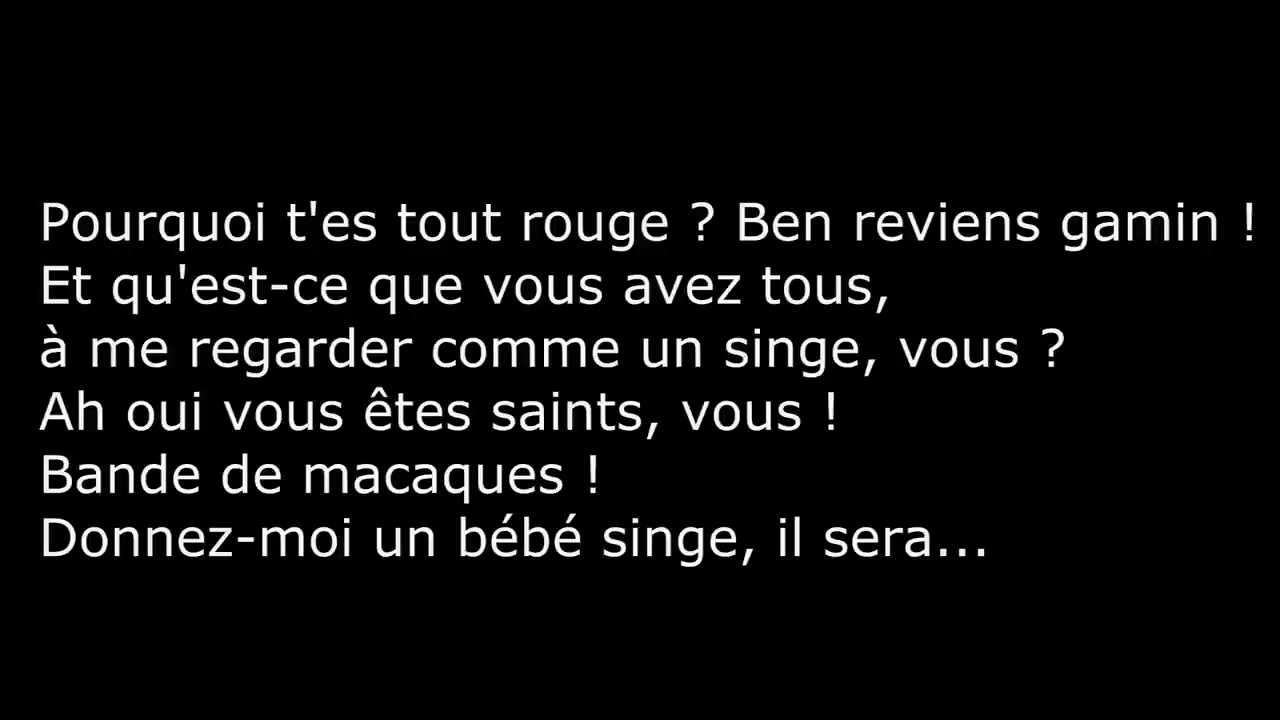 Pourquoi t'es tout rouge ? Ben reviens gamin !
Et qu'est-ce que vous avez tous,
à me regarder comme un singe, vous ?
Ah oui vous êtes saints, vous !
Bande de macaques !
Donnez-moi un bébé singe, il sera...